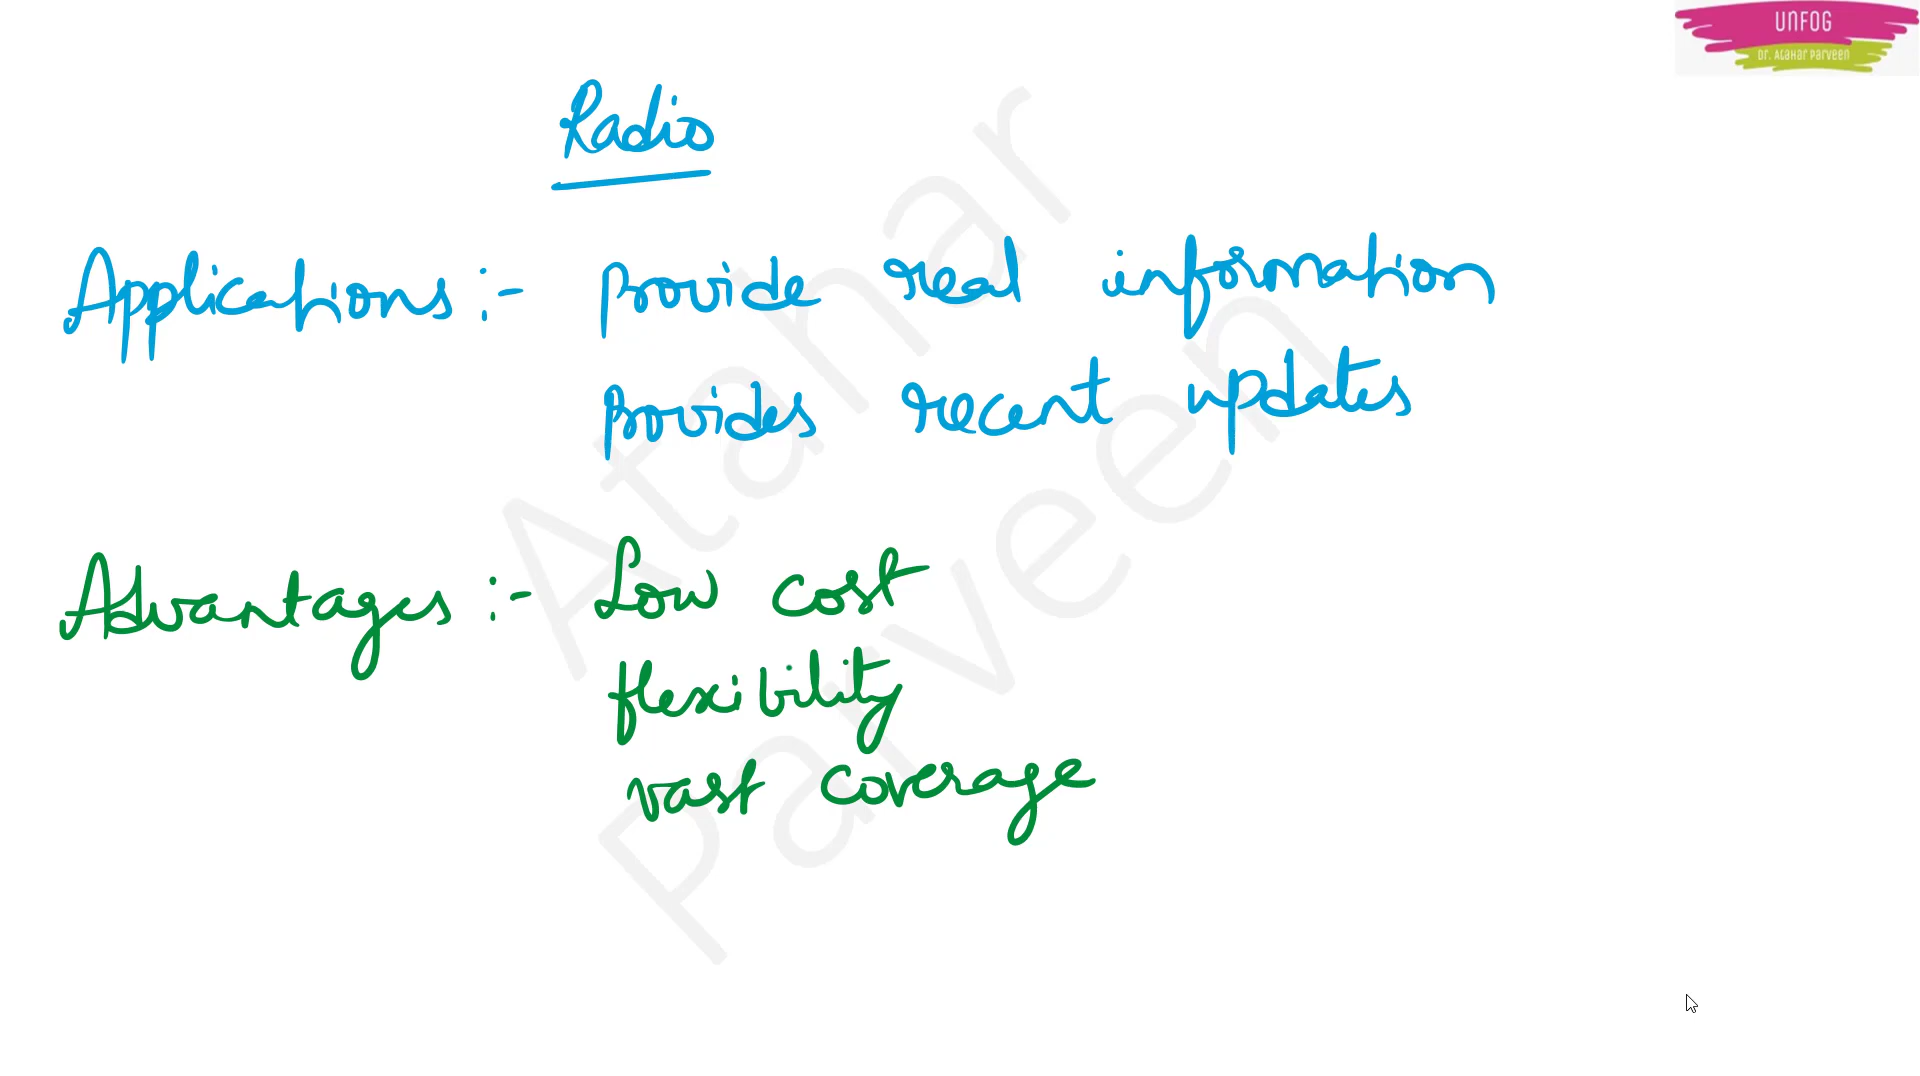 UNFOG
Dr. Atahar Parveen
Radio
Applications :- Provide real information
Provides recent updates
Advantages :- Low cost
flexibility
vast coverage
Atahar
Parveen